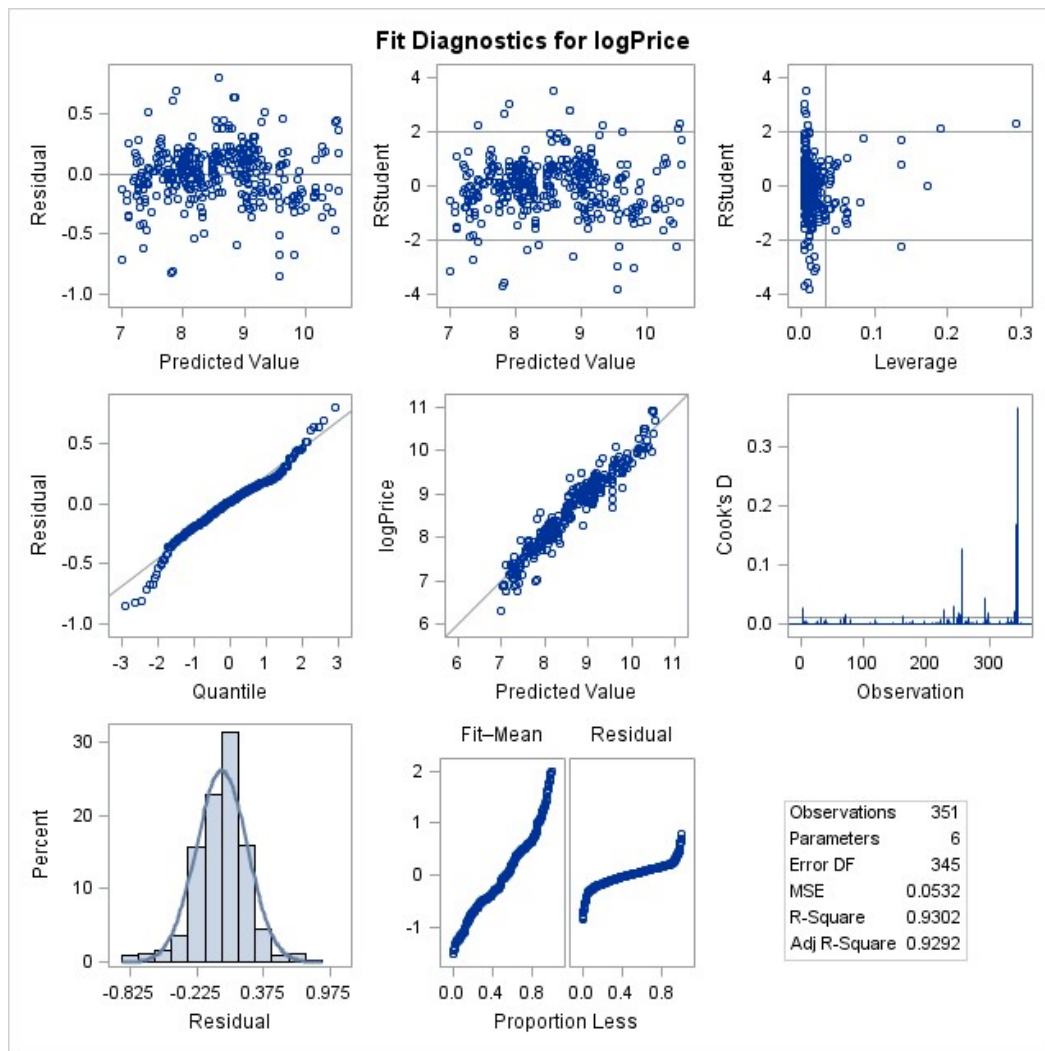 Fit Diagnostics for logPrice
0.5
0.0
-0.5
-1.0
Residual
7 8 9 10
Predicted Value
4
2
0
-2
-4
RStudent
7 8 9 10
Predicted Value
4
2
0
-2
-4
RStudent
0.0 0.1 0.2 0.3
Leverage
0.5
0.0
-0.5
-1.0
Residual
-3 -2 -1 0 1 2 3
Quantile
11
10
9
8
7
6
logPrice
6 7 8 9 10 11
Predicted Value
0.3
0.2
0.1
0.0
Cook's D
0 100 200 300
Observation
30
20
10
0
Percent
-0.825 -0.225 0.375 0.975
Residual
Fit–Mean Residual
2
1
0
-1
0.0 0.4 0.8 0.0 0.4 0.8
Proportion Less
Observations 351
Parameters 6
Error DF 345
MSE 0.0532
R-Square 0.9302
Adj R-Square 0.9292